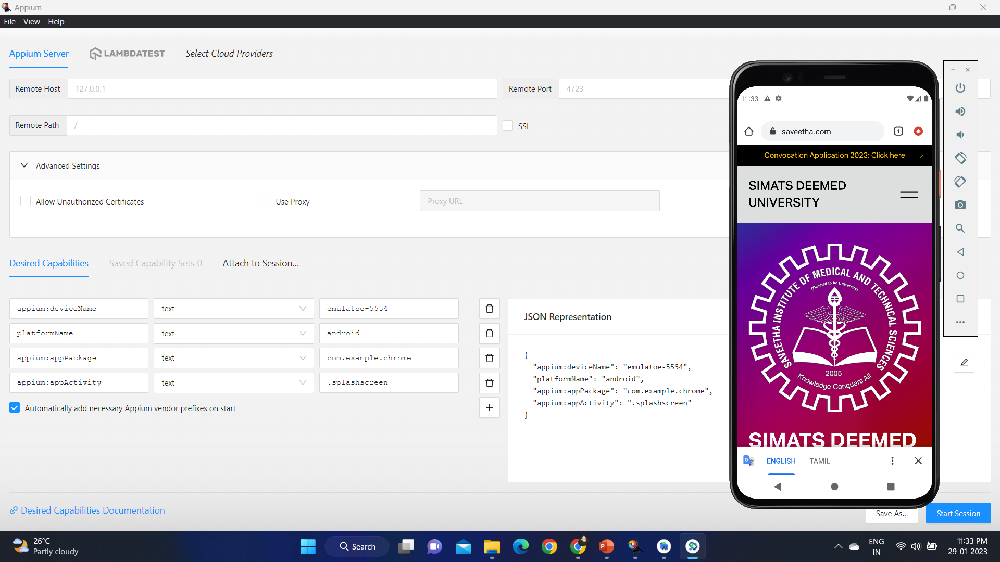 Appium
File View Help
Appium Server LAMBDATEST Select Cloud Providers
Remote Host 127.0.0.1 Remote Port 4723
Remote Path / SSL
Advanced Settings
Allow Unauthorized Certificates Use Proxy Proxy URL
Desired Capabilities Saved Capability Sets 0 Attach to Session...
appium:deviceName text emulatoe-5554
platformName text android
appium:appPackage text com.example.chrome
appium:appActivity text .splashscreen
Automatically add necessary Appium vendor prefixes on start
JSON Representation
{
"appium:deviceName": "emulatoe-5554",
"platformName": "android",
"appium:appPackage": "com.example.chrome",
"appium:appActivity": ".splashscreen"
}
11:33
saveetha.com 1
Convocation Application 2023: Click here ×
SIMATS DEEMED
UNIVERSITY
SAVEETHA INSTITUTE OF MEDICAL AND TECHNICAL SCIENCES
(Deemed to be University)
2005
Knowledge Conquers All
SIMATS DEEMED
ENGLISH TAMIL
Desired Capabilities Documentation
Save As... Start Session
26°C
Partly cloudy
Search
ENG
IN
11:33 PM
29-01-2023